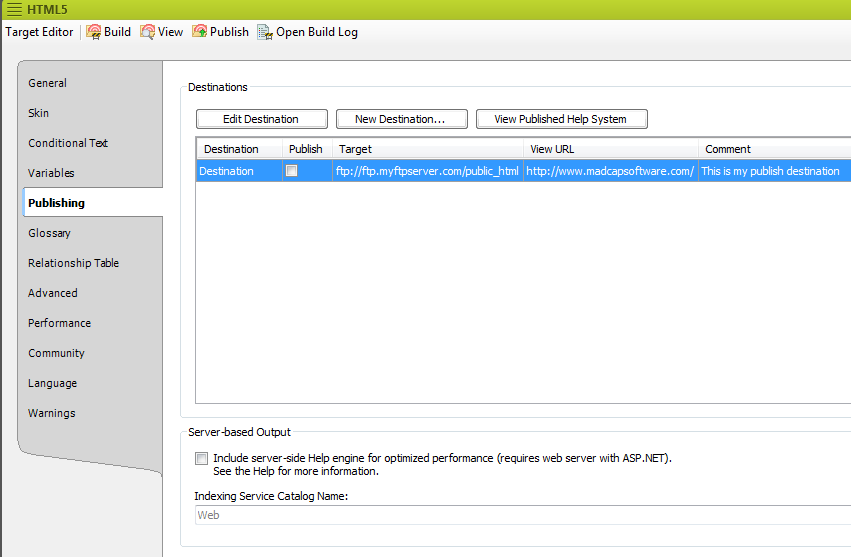 HTML5
Target Editor Build View Publish Open Build Log
General
Skin
Conditional Text
Variables
Publishing
Glossary
Relationship Table
Advanced
Performance
Community
Language
Warnings
Destinations
Edit Destination New Destination... View Published Help System
Destination Publish Target View URL Comment
Destination ftp://ftp.myftpserver.com/public_html http://www.madcapsoftware.com/ This is my publish destination
Server-based Output
Include server-side Help engine for optimized performance (requires web server with ASP.NET).
See the Help for more information.
Indexing Service Catalog Name:
Web